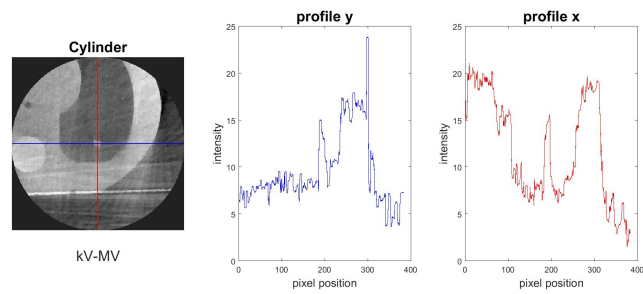 Cylinder
kV-MV
profile y
intensity
25
20
15
10
5
0
0 100 200 300 400
pixel position
profile x
intensity
25
20
15
10
5
0
0 100 200 300 400
pixel position